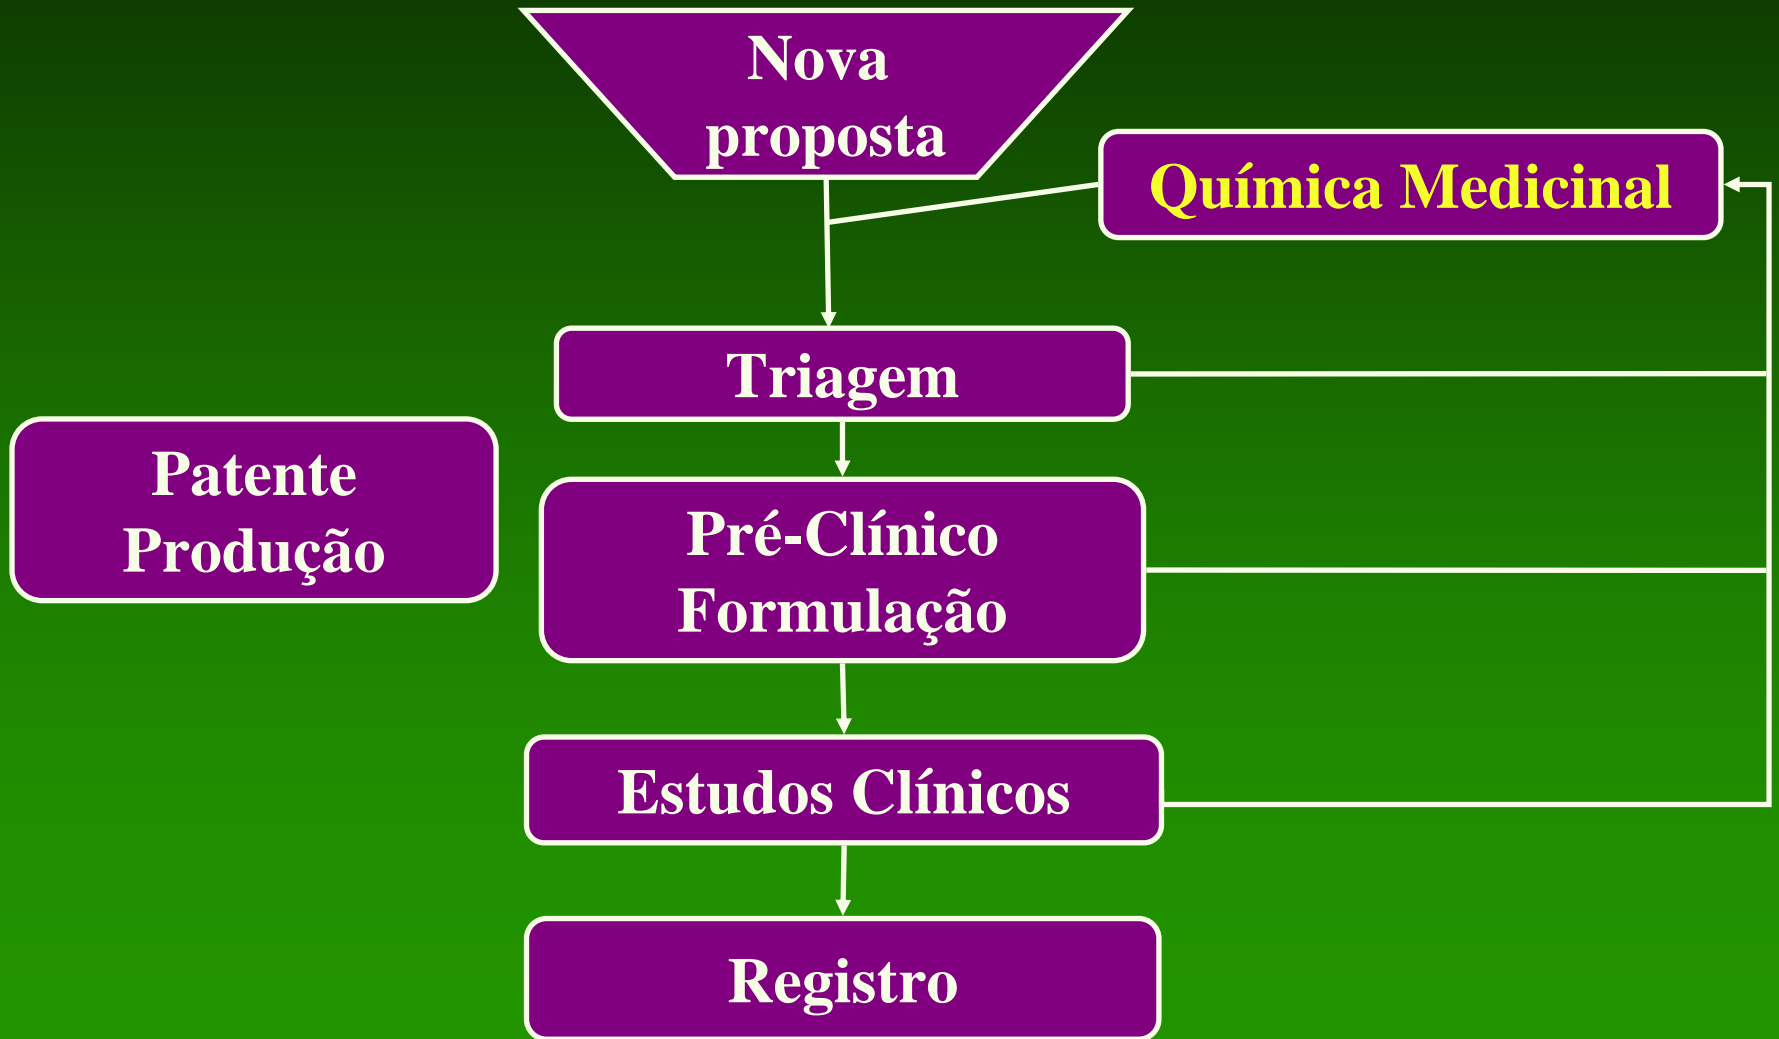 Nova
proposta
Química Medicinal
Triagem
Patente
Produção
Pré-Clínico
Formulação
Estudos Clínicos
Registro